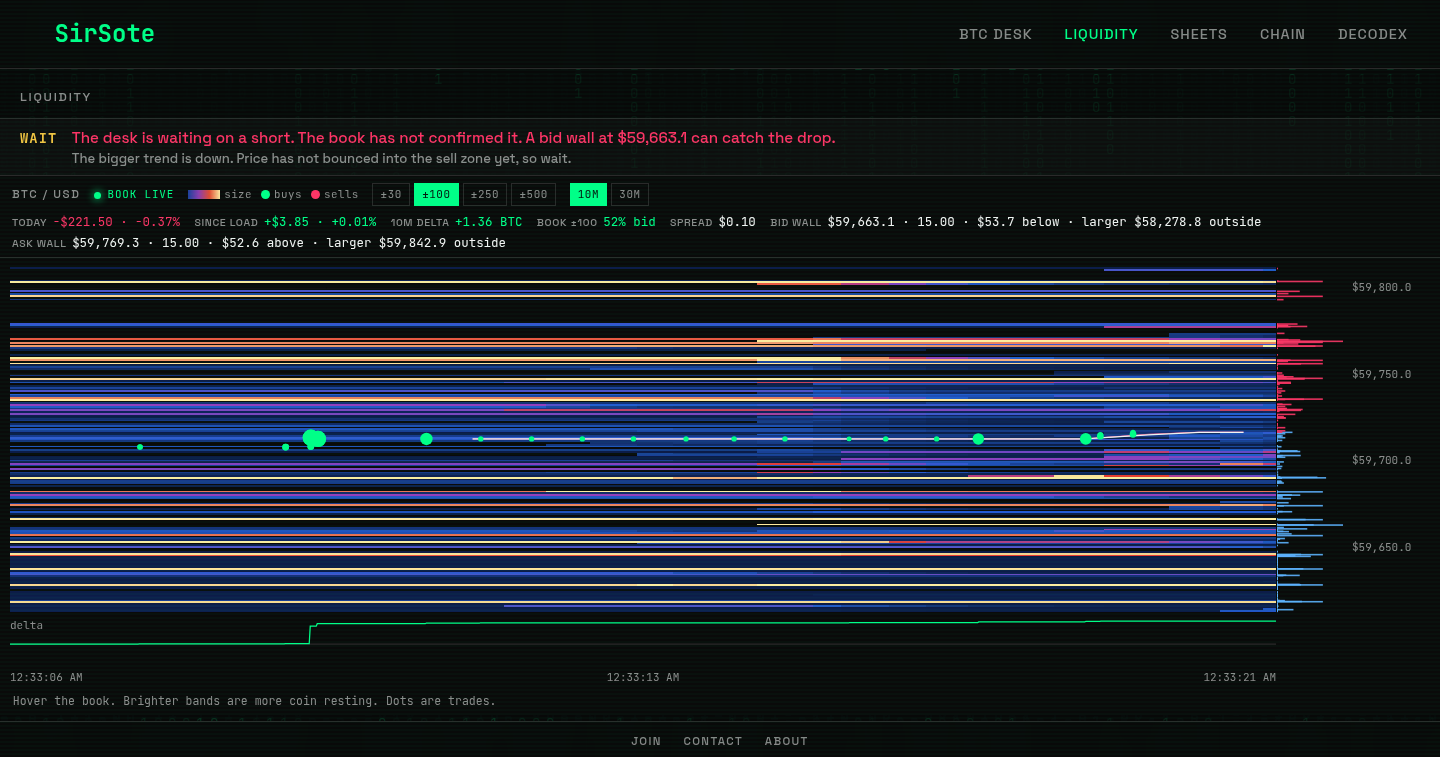 SirSote
BTC DESK LIQUIDITY SHEETS CHAIN DECODEX
LIQUIDITY
WAIT The desk is waiting on a short. The book has not confirmed it. A bid wall at $59,663.1 can catch the drop.
The bigger trend is down. Price has not bounced into the sell zone yet, so wait.
BTC / USD BOOK LIVE size buys sells ±30 ±100 ±250 ±500 10M 30M
TODAY -$221.50 · -0.37% SINCE LOAD +$3.85 · +0.01% 10M DELTA +1.36 BTC BOOK ±100 52% bid SPREAD $0.10 BID WALL $59,663.1 · 15.00 · $53.7 below · larger $58,278.8 outside
ASK WALL $59,769.3 · 15.00 · $52.6 above · larger $59,842.9 outside
$59,800.0
$59,750.0
$59,700.0
$59,650.0
delta
12:33:06 AM 12:33:13 AM 12:33:21 AM
Hover the book. Brighter bands are more coin resting. Dots are trades.
JOIN CONTACT ABOUT